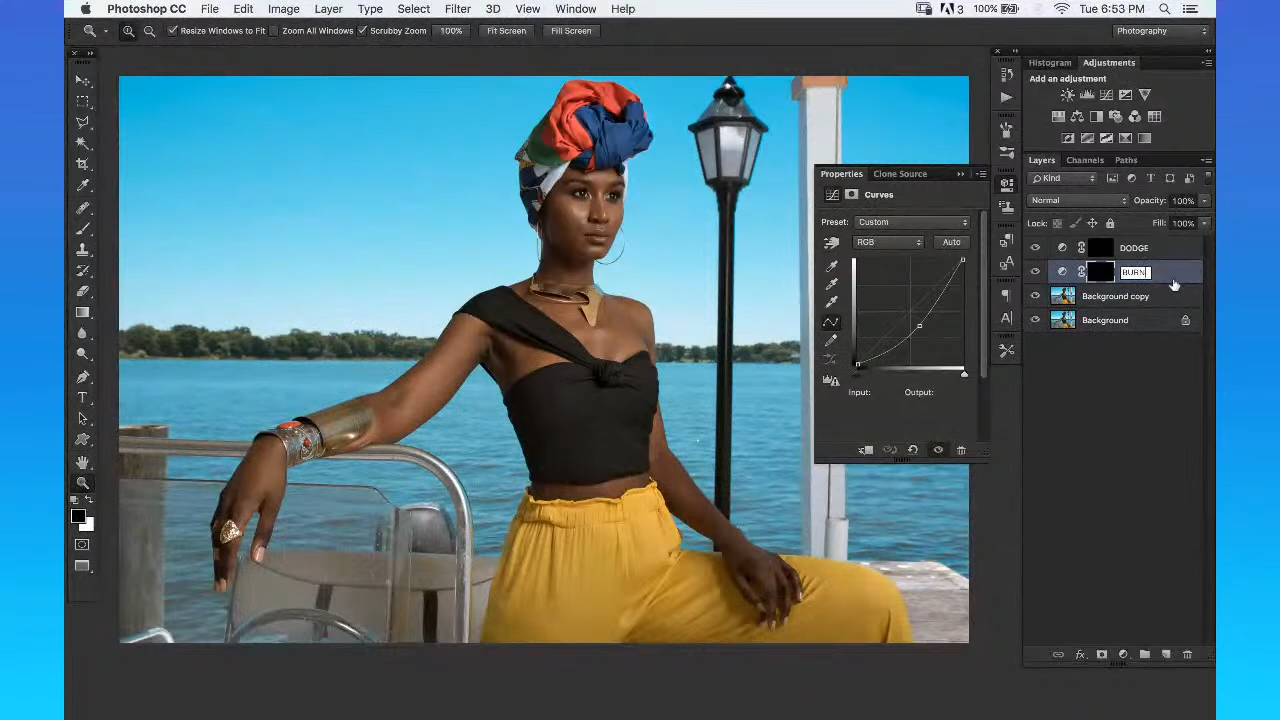 Photoshop CC File Edit Image Layer Type Select Filter 3D View Window Help 3 100% Tue 6:53 PM
Resize Windows to Fit Zoom All Windows Scrubby Zoom 100% Fit Screen Fill Screen Photography
Histogram Adjustments
Add an adjustment
Layers Channels Paths
Kind
Normal Opacity: 100%
Lock: Fill: 100%
DODGE
BURN
Background copy
Background
Properties Clone Source
Curves
Preset: Custom
RGB Auto
Input: Output: